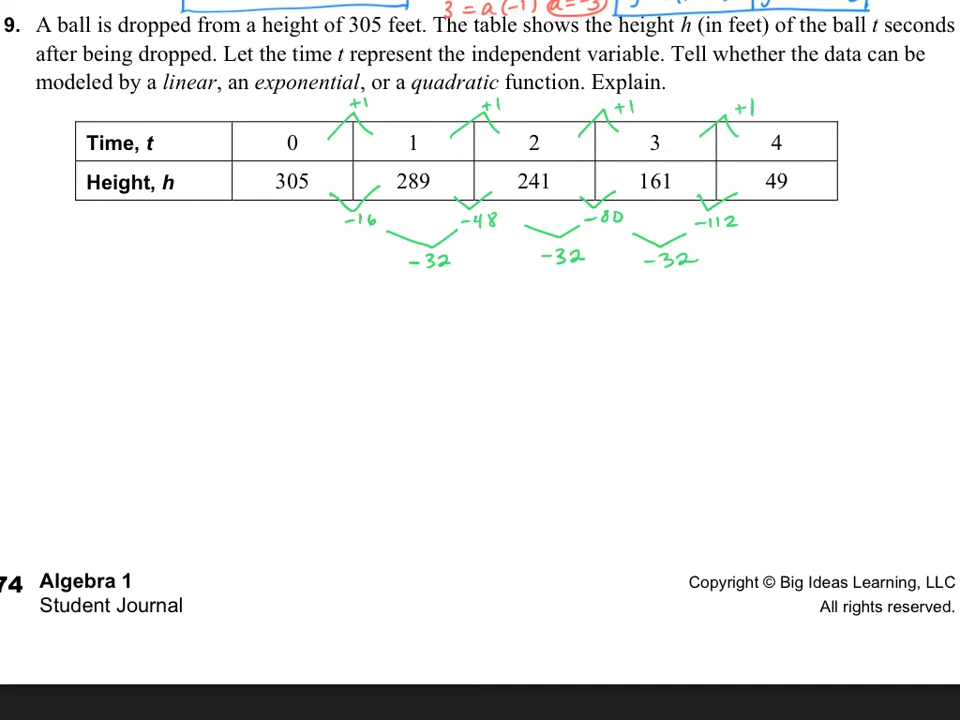 3 = a(-1) a=-3
9. A ball is dropped from a height of 305 feet. The table shows the height h (in feet) of the ball t seconds
after being dropped. Let the time t represent the independent variable. Tell whether the data can be
modeled by a linear, an exponential, or a quadratic function. Explain.
+1 +1 +1 +1
Time, t 0 1 2 3 4
Height, h 305 289 241 161 49
-16 -48 -80 -112
-32 -32 -32
74 Algebra 1 Copyright © Big Ideas Learning, LLC
Student Journal All rights reserved.